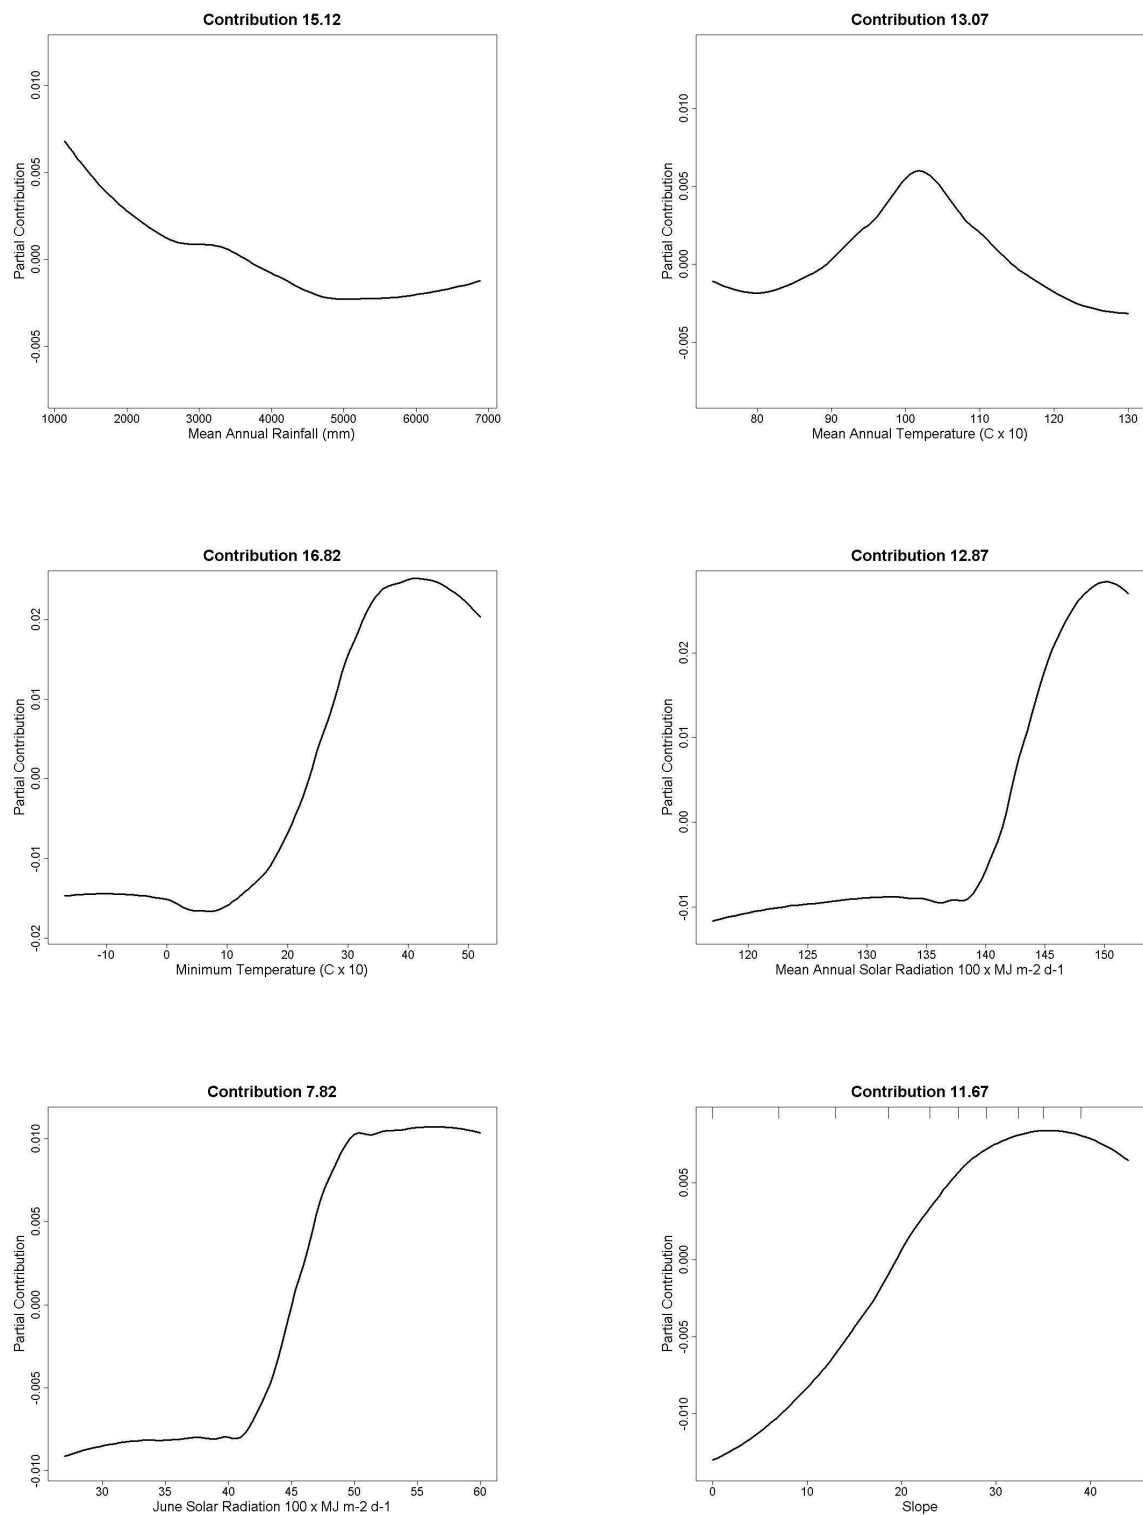 Contribution 15.12
Partial Contribution
0.010
0.005
0.000
-0.005
1000 2000 3000 4000 5000 6000 7000
Mean Annual Rainfall (mm)
Contribution 13.07
Partial Contribution
0.010
0.005
0.000
-0.005
80 90 100 110 120 130
Mean Annual Temperature (C x 10)
Contribution 16.82
Partial Contribution
0.02
0.01
0.00
-0.01
-0.02
-10 0 10 20 30 40 50
Minimum Temperature (C x 10)
Contribution 12.87
Partial Contribution
0.02
0.01
0.00
-0.01
120 125 130 135 140 145 150
Mean Annual Solar Radiation 100 x MJ m-2 d-1
Contribution 7.82
Partial Contribution
0.010
0.005
0.000
-0.005
-0.010
30 35 40 45 50 55 60
June Solar Radiation 100 x MJ m-2 d-1
Contribution 11.67
Partial Contribution
0.005
0.000
-0.005
-0.010
0 10 20 30 40
Slope